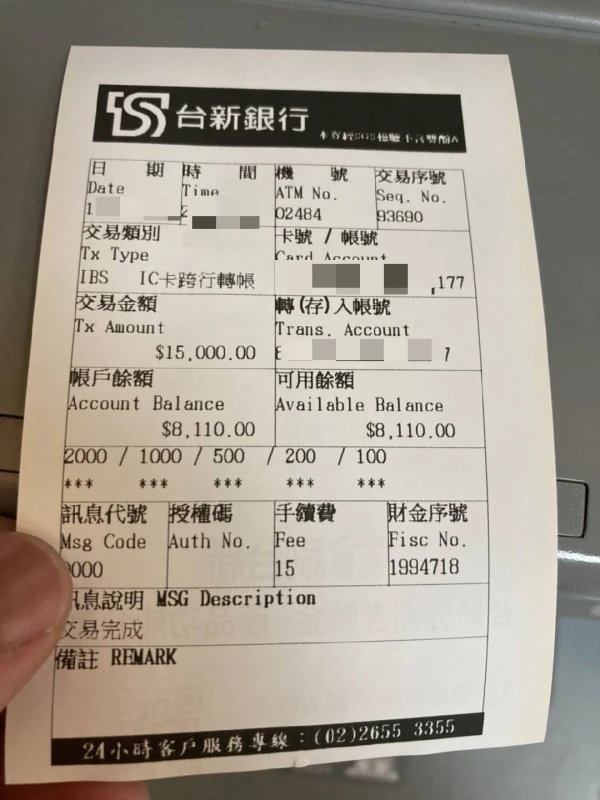 台新銀行
本券經SGS檢驗不含雙酚A
日期 時間 機號 交易序號
Date Time ATM No. Seq. No.
02484 93690
交易類別 卡號 / 帳號
Tx Type Card Account
IBS IC卡跨行轉帳 177
交易金額 轉(存)入帳號
Tx Amount Trans. Account
$15,000.00
帳戶餘額 可用餘額
Account Balance Available Balance
$8,110.00 $8,110.00
2000 / 1000 / 500 / 200 / 100
*** *** *** *** ***
訊息代號 授權碼 手續費 財金序號
Msg Code Auth No. Fee Fisc No.
0000 15 1994718
訊息說明 MSG Description
交易完成
備註 REMARK
24小時客戶服務專線：(02)2655 3355